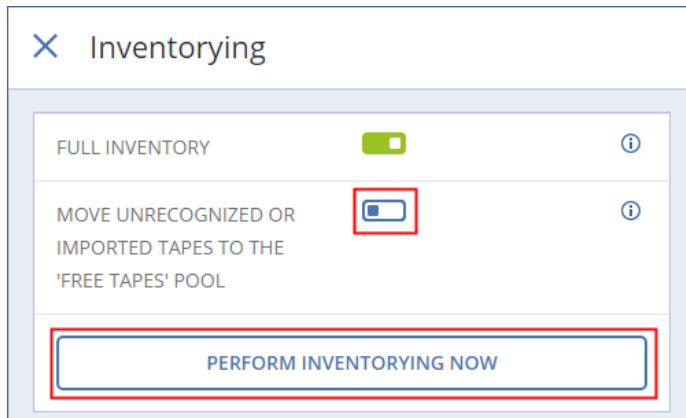 Inventorying
FULL INVENTORY
MOVE UNRECOGNIZED OR
IMPORTED TAPES TO THE
'FREE TAPES' POOL
PERFORM INVENTORYING NOW